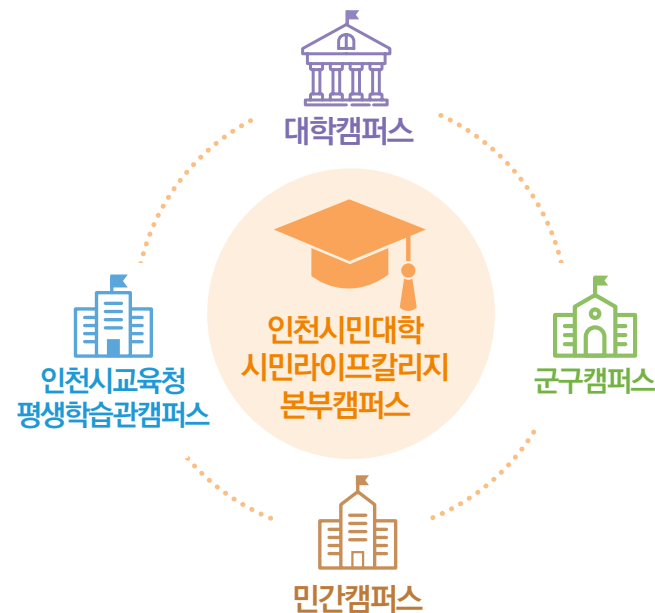 대학캠퍼스
인천시민대학
시민라이프칼리지
본부캠퍼스
인천시교육청
평생학습관캠퍼스
군구캠퍼스
민간캠퍼스